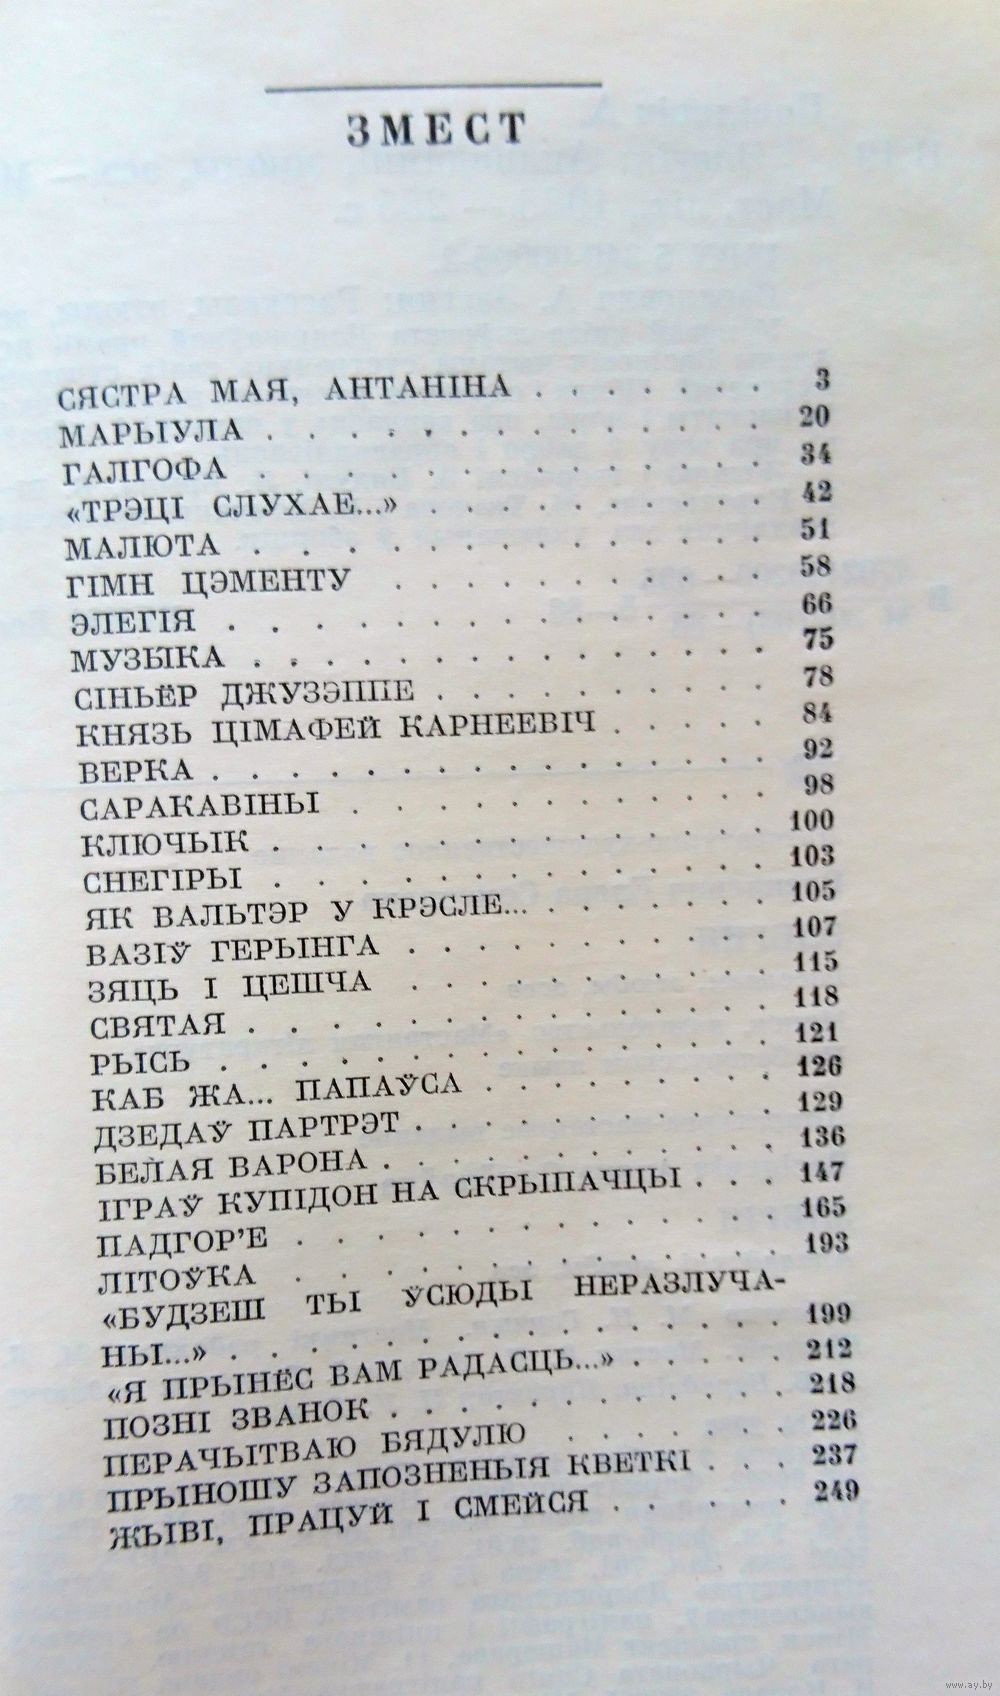 ЗМЕСТ
СЯСТРА МАЯ, АНТАНІНА . . . . . . . 3
МАРЫУЛА . . . . . . . . . . . . . 20
ГАЛГОФА . . . . . . . . . . . . . 34
«ТРЭЦІ СЛУХАЕ...» . . . . . . . . . 42
МАЛЮТА . . . . . . . . . . . . . 51
ГІМН ЦЭМЕНТУ . . . . . . . . . 58
ЭЛЕГІЯ . . . . . . . . . . . . . 66
МУЗЫКА . . . . . . . . . . . . . 75
СІНЬЁР ДЖУЗЭППЕ . . . . . . . . 78
КНЯЗЬ ЦІМАФЕЙ КАРНЕЕВІЧ . . . . 84
ВЕРКА . . . . . . . . . . . . . . 92
САРАКАВІНЫ . . . . . . . . . . 98
КЛЮЧЫК . . . . . . . . . . . . 100
СНЕГІРЫ . . . . . . . . . . . . 103
ЯК ВАЛЬТЭР У КРЭСЛЕ... . . . . . . 105
ВАЗІЎ ГЕРЫНГА . . . . . . . . . 107
ЗЯЦЬ І ЦЕШЧА . . . . . . . . . 115
СВЯТАЯ . . . . . . . . . . . . . 118
РЫСЬ . . . . . . . . . . . . . . 121
КАБ ЖА... ПАПАЎСА . . . . . . . . 126
ДЗЕДАЎ ПАРТРЭТ . . . . . . . . . 129
БЕЛАЯ ВАРОНА . . . . . . . . . . 136
ІГРАЎ КУПІДОН НА СКРЫПАЧЦЫ . . . 147
ПАДГОР’Е . . . . . . . . . . . . 165
ЛІТОЎКА . . . . . . . . . . . . 193
«БУДЗЕШ ТЫ ЎСЮДЫ НЕРАЗЛУЧА-
НЫ...» . . . . . . . . . . . . . 199
«Я ПРЫНЁС ВАМ РАДАСЦЬ...» . . . . . 212
ПОЗНІ ЗВАНОК . . . . . . . . . . 218
ПЕРАЧЫТВАЮ БЯДУЛЮ . . . . . . 226
ПРЫНОШУ ЗАПОЗНЕНЫЯ КВЕТКІ . . . 237
ЖЫВІ, ПРАЦУЙ І СМЕЙСЯ . . . . . 249
www.ay.by